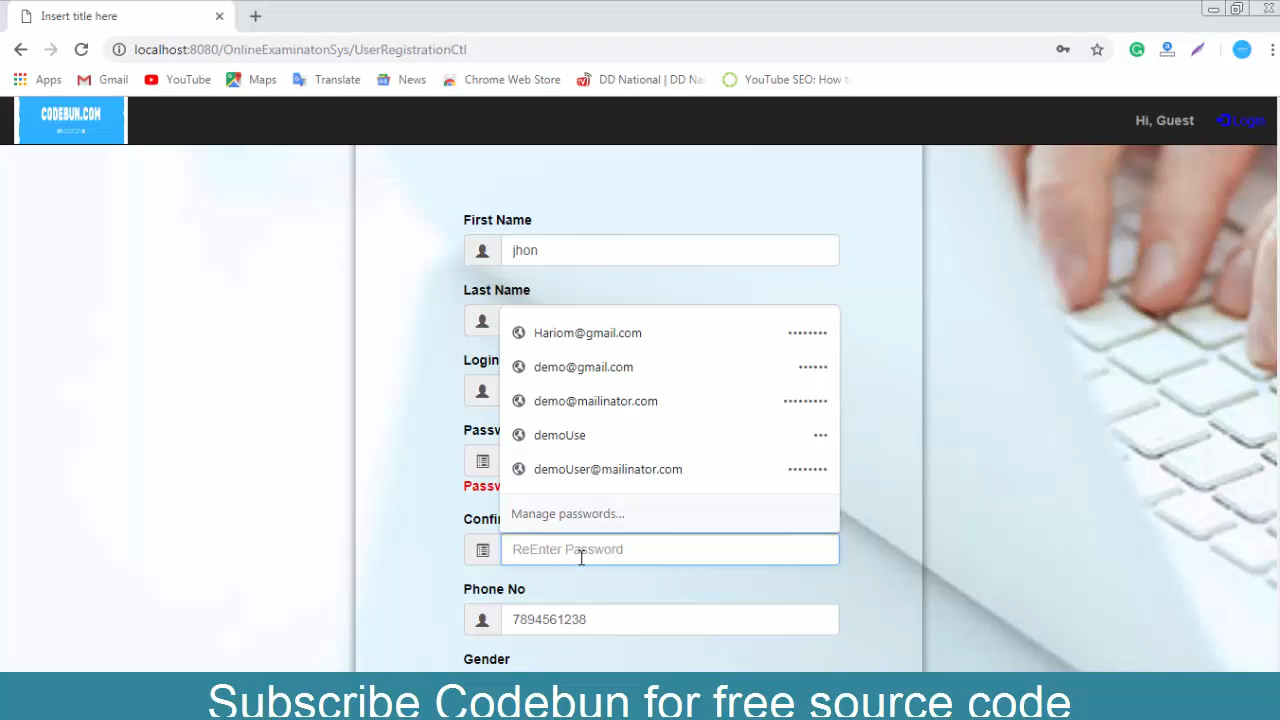 Insert title here
localhost:8080/OnlineExaminatonSys/UserRegistrationCtl
Apps Gmail YouTube Maps Translate News Chrome Web Store DD National | DD Na YouTube SEO: How t
CODEBUN.COM
Hi, Guest Login
First Name
jhon
Last Name
Hariom@gmail.com ••••••••
Login
demo@gmail.com ••••••
demo@mailinator.com •••••••••
Passw
demoUse •••
demoUser@mailinator.com ••••••••
Passw
Manage passwords...
Confi
ReEnter Password
Phone No
7894561238
Gender
Subscribe Codebun for free source code